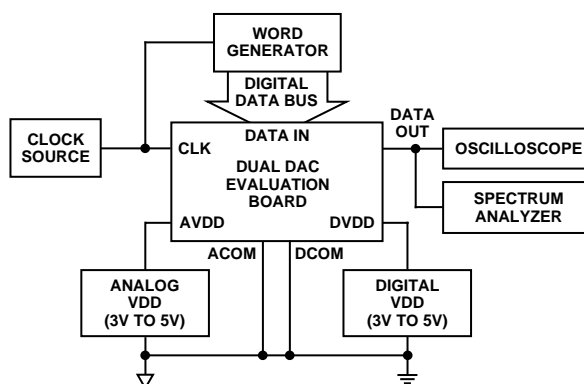 WORD
GENERATOR
DIGITAL
DATA BUS
DATA
OUT
CLOCK
SOURCE
CLK
DATA IN
DUAL DAC
EVALUATION
BOARD
OSCILLOSCOPE
SPECTRUM
ANALYZER
AVDD
DVDD
ACOM
DCOM
ANALOG
VDD
(3V TO 5V)
DIGITAL
VDD
(3V TO 5V)